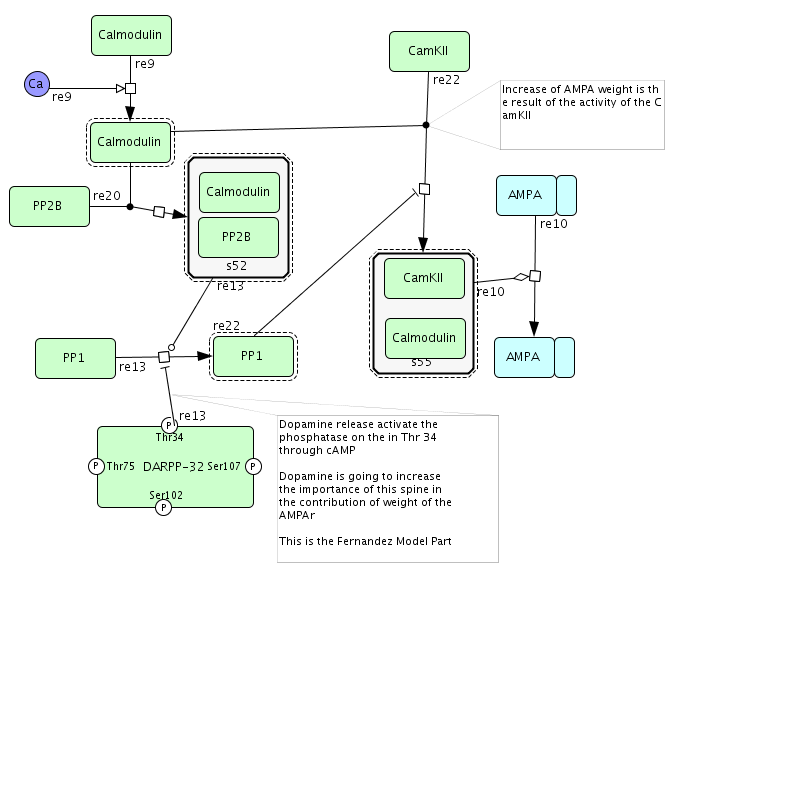 Calmodulin
CamKII
re9
re22
Ca
re9
Increase of AMPA weight is th
e result of the activity of the C
amKII
Calmodulin
Calmodulin
AMPA
PP2B
re20
re10
PP2B
s52
CamKII
re13
re10
re22
Calmodulin
PP1
re13
PP1
s55
AMPA
re13
P
Thr34
P
Thr75
DARPP-32
Ser107
P
Ser102
P
Dopamine release activate the
phosphatase on the in Thr 34
through cAMP
Dopamine is going to increase
the importance of this spine in
the contribution of weight of the
AMPAr
This is the Fernandez Model Part